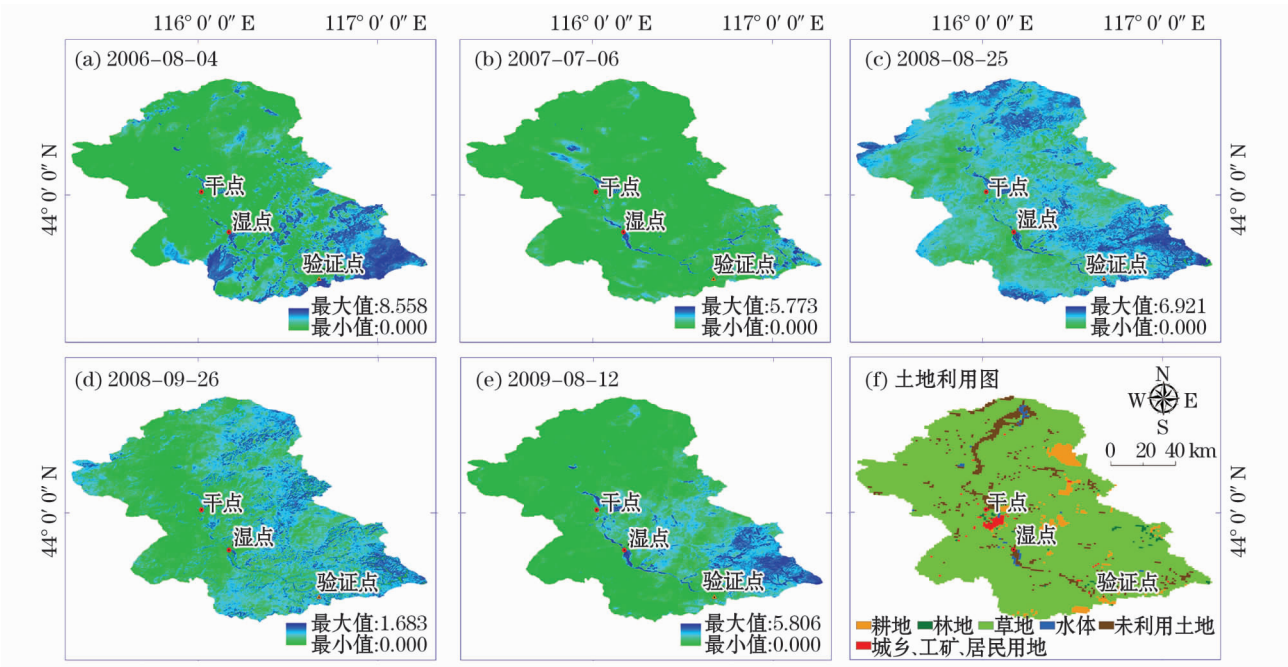 116° 0′ 0″ E 117° 0′ 0″ E 116° 0′ 0″ E 117° 0′ 0″ E 116° 0′ 0″ E 117° 0′ 0″ E
44° 0′ 0″ N
(a) 2006-08-04
干点
湿点
验证点
最大值:8.558
最小值:0.000
(b) 2007-07-06
干点
湿点
验证点
最大值:5.773
最小值:0.000
(c) 2008-08-25
干点
湿点
验证点
最大值:6.921
最小值:0.000
44° 0′ 0″ N
44° 0′ 0″ N
(d) 2008-09-26
干点
湿点
验证点
最大值:1.683
最小值:0.000
(e) 2009-08-12
干点
湿点
验证点
最大值:5.806
最小值:0.000
(f) 土地利用图
N
W E
S
0 20 40 km
干点
湿点
验证点
耕地 林地 草地 水体 未利用土地
城乡、工矿、居民用地
44° 0′ 0″ N